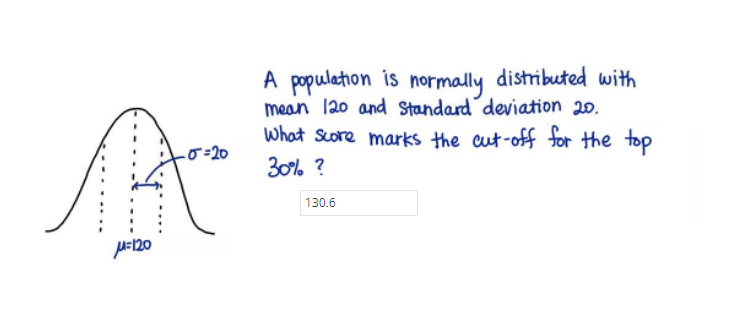 A population is normally distributed with
mean 120 and standard deviation 20.
What score marks the cut-off for the top
σ=20
30% ?
130.6
μ=120